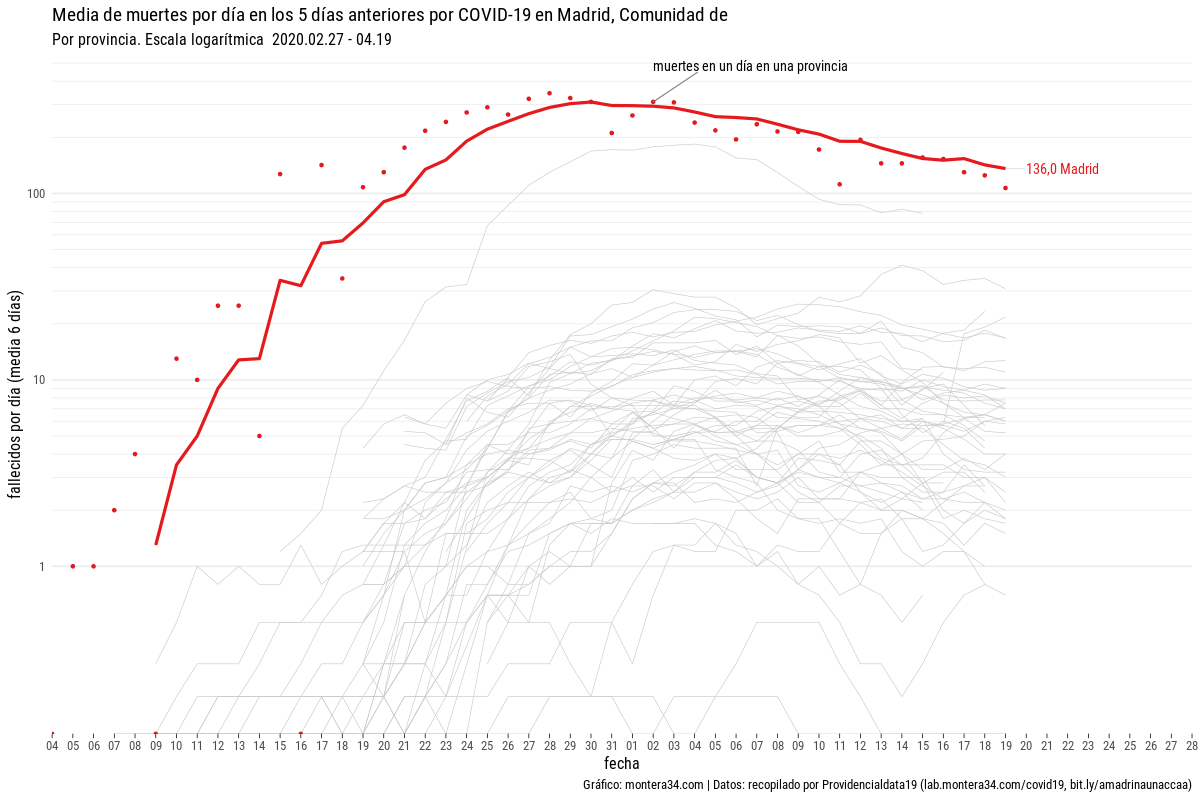 Media de muertes por día en los 5 días anteriores por COVID-19 en Madrid, Comunidad de
Por provincia. Escala logarítmica 2020.02.27 - 04.19
muertes en un día en una provincia
136,0 Madrid
100
10
1
fallecidos por día (media 6 días)
04 05 06 07 08 09 10 11 12 13 14 15 16 17 18 19 20 21 22 23 24 25 26 27 28 29 30 31 01 02 03 04 05 06 07 08 09 10 11 12 13 14 15 16 17 18 19 20 21 22 23 24 25 26 27 28
fecha
Gráfico: montera34.com | Datos: recopilado por Providencialdata19 (lab.montera34.com/covid19, bit.ly/amadrinaunaccaa)